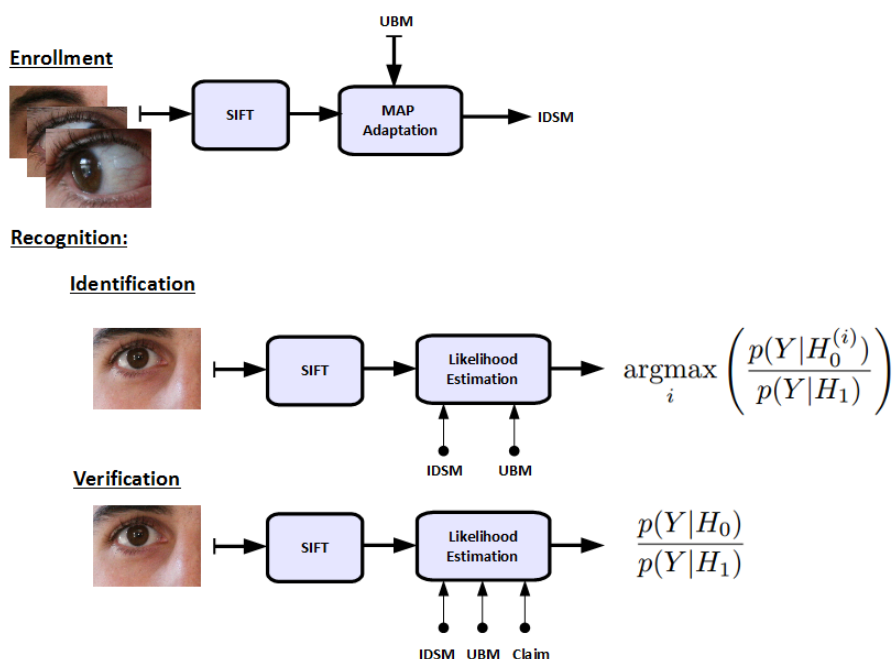 UBM
Enrollment
SIFT
MAP
Adaptation
IDSM
Recognition:
Identification
SIFT
Likelihood
Estimation
argmax_i ( p(Y|H_0^{(i)}) / p(Y|H_1) )
IDSM UBM
Verification
SIFT
Likelihood
Estimation
p(Y|H_0) / p(Y|H_1)
IDSM UBM Claim